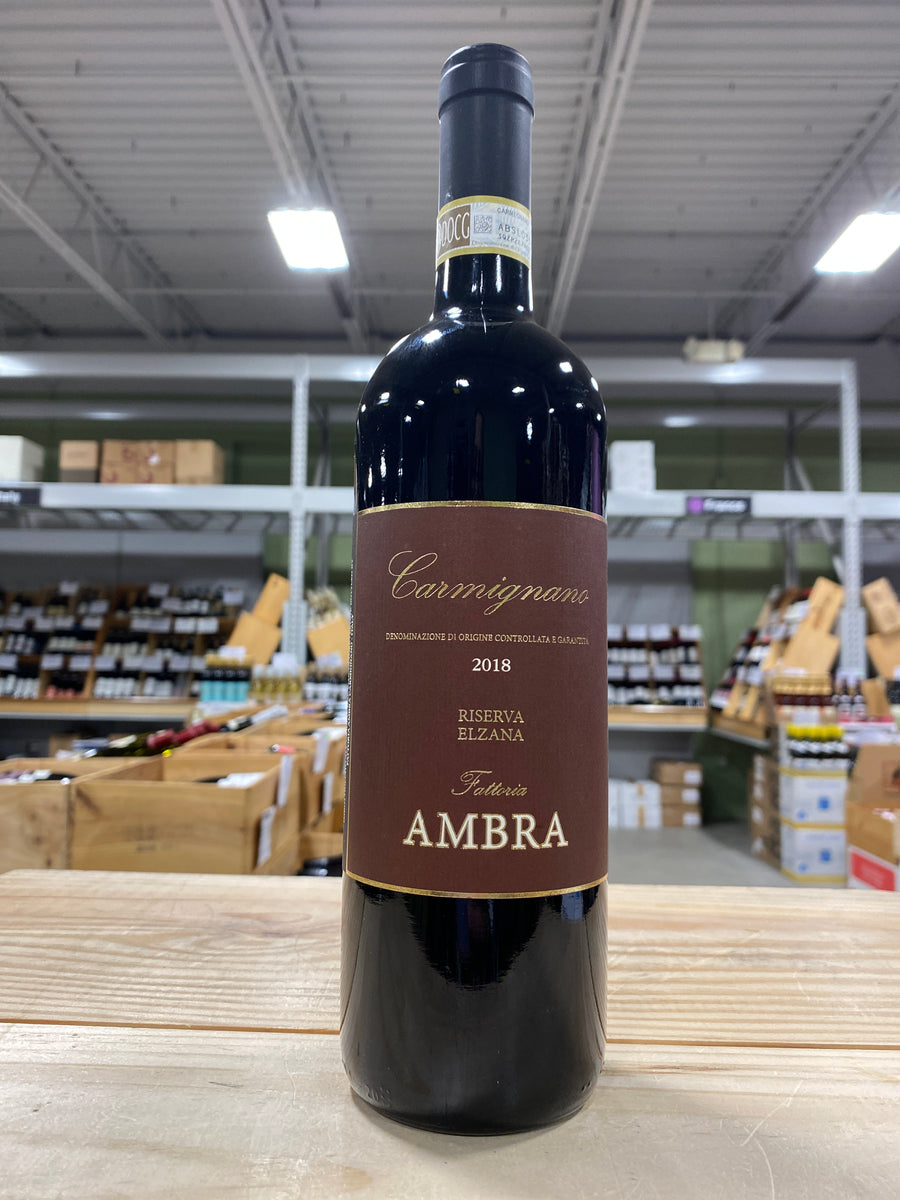 DOCG
Carmignano
DENOMINAZIONE DI ORIGINE CONTROLLATA E GARANTITA
2018
RISERVA
ELZANA
Fattoria
AMBRA
France